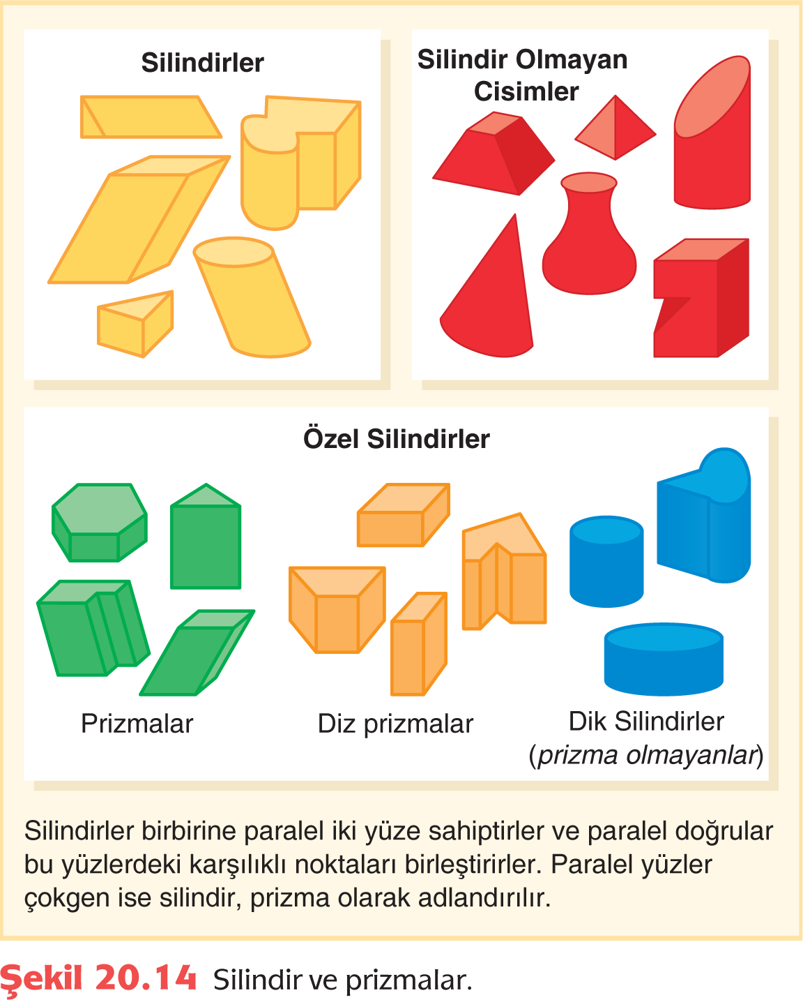 Silindirler
Silindir Olmayan
Cisimler
Özel Silindirler
Prizmalar
Diz prizmalar
Dik Silindirler
(prizma olmayanlar)
Silindirler birbirine paralel iki yüze sahiptirler ve paralel doğrular
bu yüzlerdeki karşılıklı noktaları birleştirirler. Paralel yüzler
çokgen ise silindir, prizma olarak adlandırılır.
Şekil 20.14 Silindir ve prizmalar.